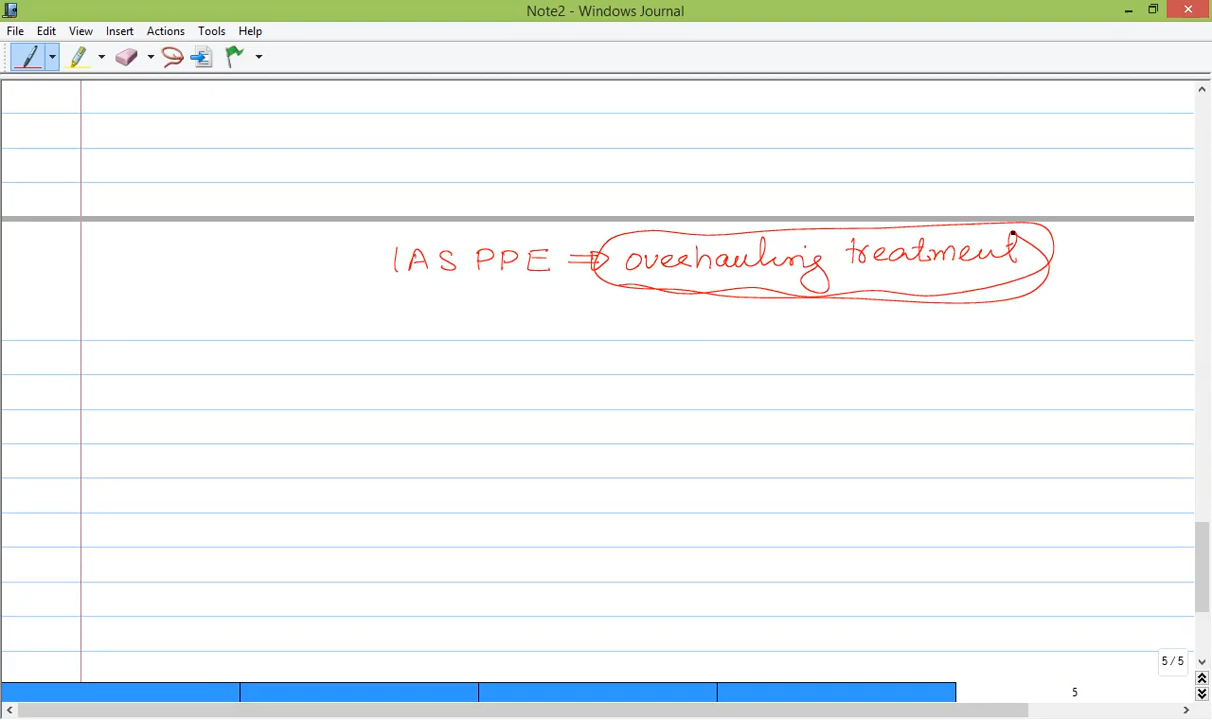 Note2 - Windows Journal
File Edit View Insert Actions Tools Help
IAS PPE ⇒ overhauling treatment
5 / 5
5